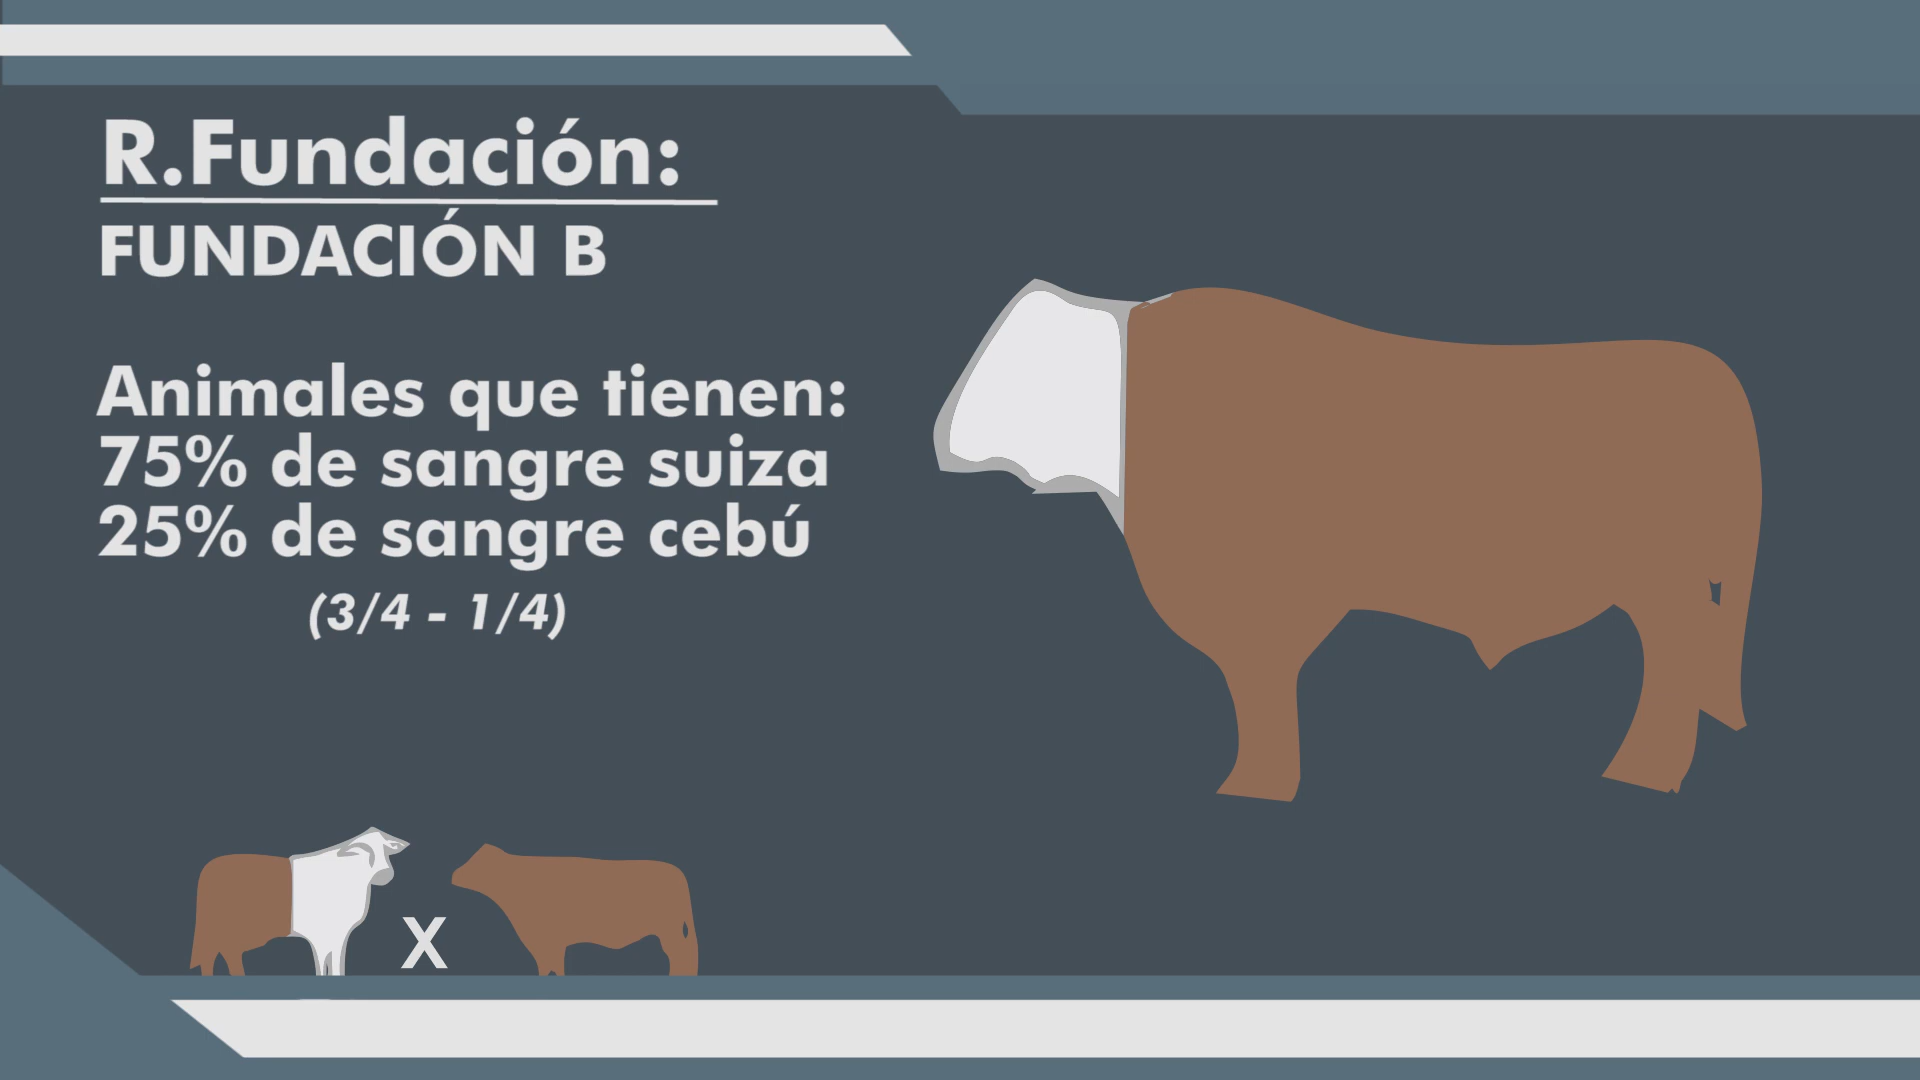 R.Fundación:
FUNDACIÓN B
Animales que tienen:
75% de sangre suiza
25% de sangre cebú
(3/4 - 1/4)
X